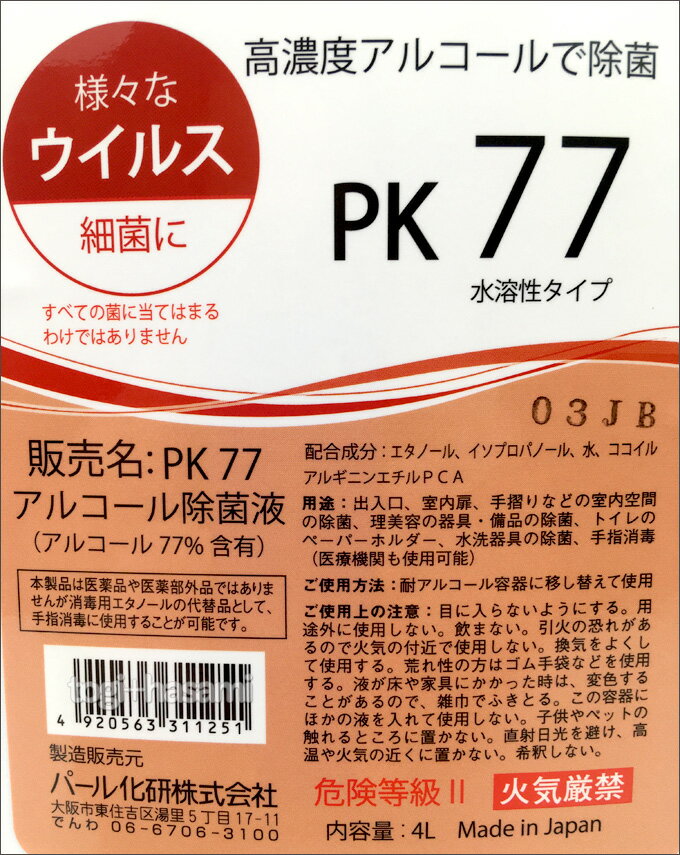 高濃度アルコールで除菌
様々な
ウイルス
細菌に
PK 77
水溶性タイプ
すべての菌に当てはまる
わけではありません
03JB
販売名:PK 77
アルコール除菌液
(アルコール 77% 含有)
本製品は医薬品や医薬部外品ではありま
せんが消毒用エタノールの代替品として、
手指消毒に使用することが可能です。
togi-hasami
4 920563 311251
製造販売元
パール化研株式会社
大阪市東住吉区湯里5丁目17-11
でんわ 06-6706-3100
配合成分:エタノール、イソプロパノール、水、ココイル
アルギニンエチルPCA
用途:出入口、室内扉、手摺りなどの室内空間
の除菌、理美容の器具・備品の除菌、トイレの
ペーパーホルダー、水洗器具の除菌、手指消毒
(医療機関も使用可能)
ご使用方法:耐アルコール容器に移し替えて使用
ご使用上の注意:目に入らないようにする。用
途外に使用しない。飲まない。引火の恐れがあ
るので火気の付近で使用しない。換気をよくし
て使用する。荒れ性の方はゴム手袋などを使用
する。液が床や家具にかかった時は、変色する
ことがあるので、雑巾でふきとる。この容器に
ほかの液を入れて使用しない。子供やペットの
触れるところに置かない。直射日光を避け、高
温や火気の近くに置かない。希釈しない。
危険等級II 火気厳禁
内容量:4L Made in Japan